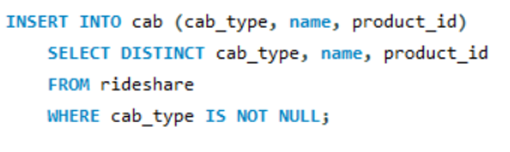 INSERT INTO cab (cab_type, name, product_id)
SELECT DISTINCT cab_type, name, product_id
FROM rideshare
WHERE cab_type IS NOT NULL;